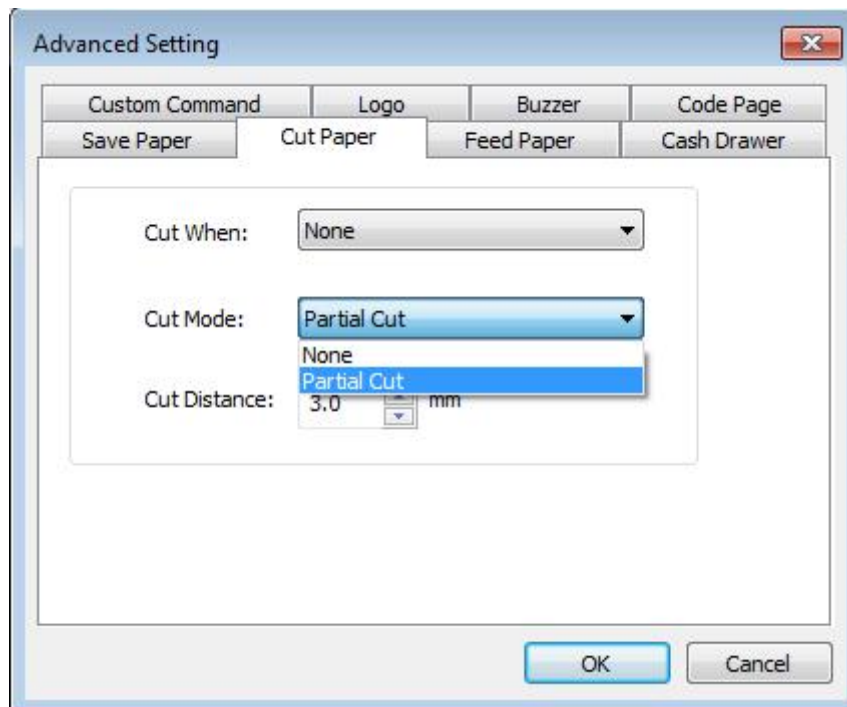 Advanced Setting
Custom Command Logo Buzzer Code Page
Save Paper Cut Paper Feed Paper Cash Drawer
Cut When: None
Cut Mode: Partial Cut
None
Partial Cut
Cut Distance: 3.0 mm
OK Cancel